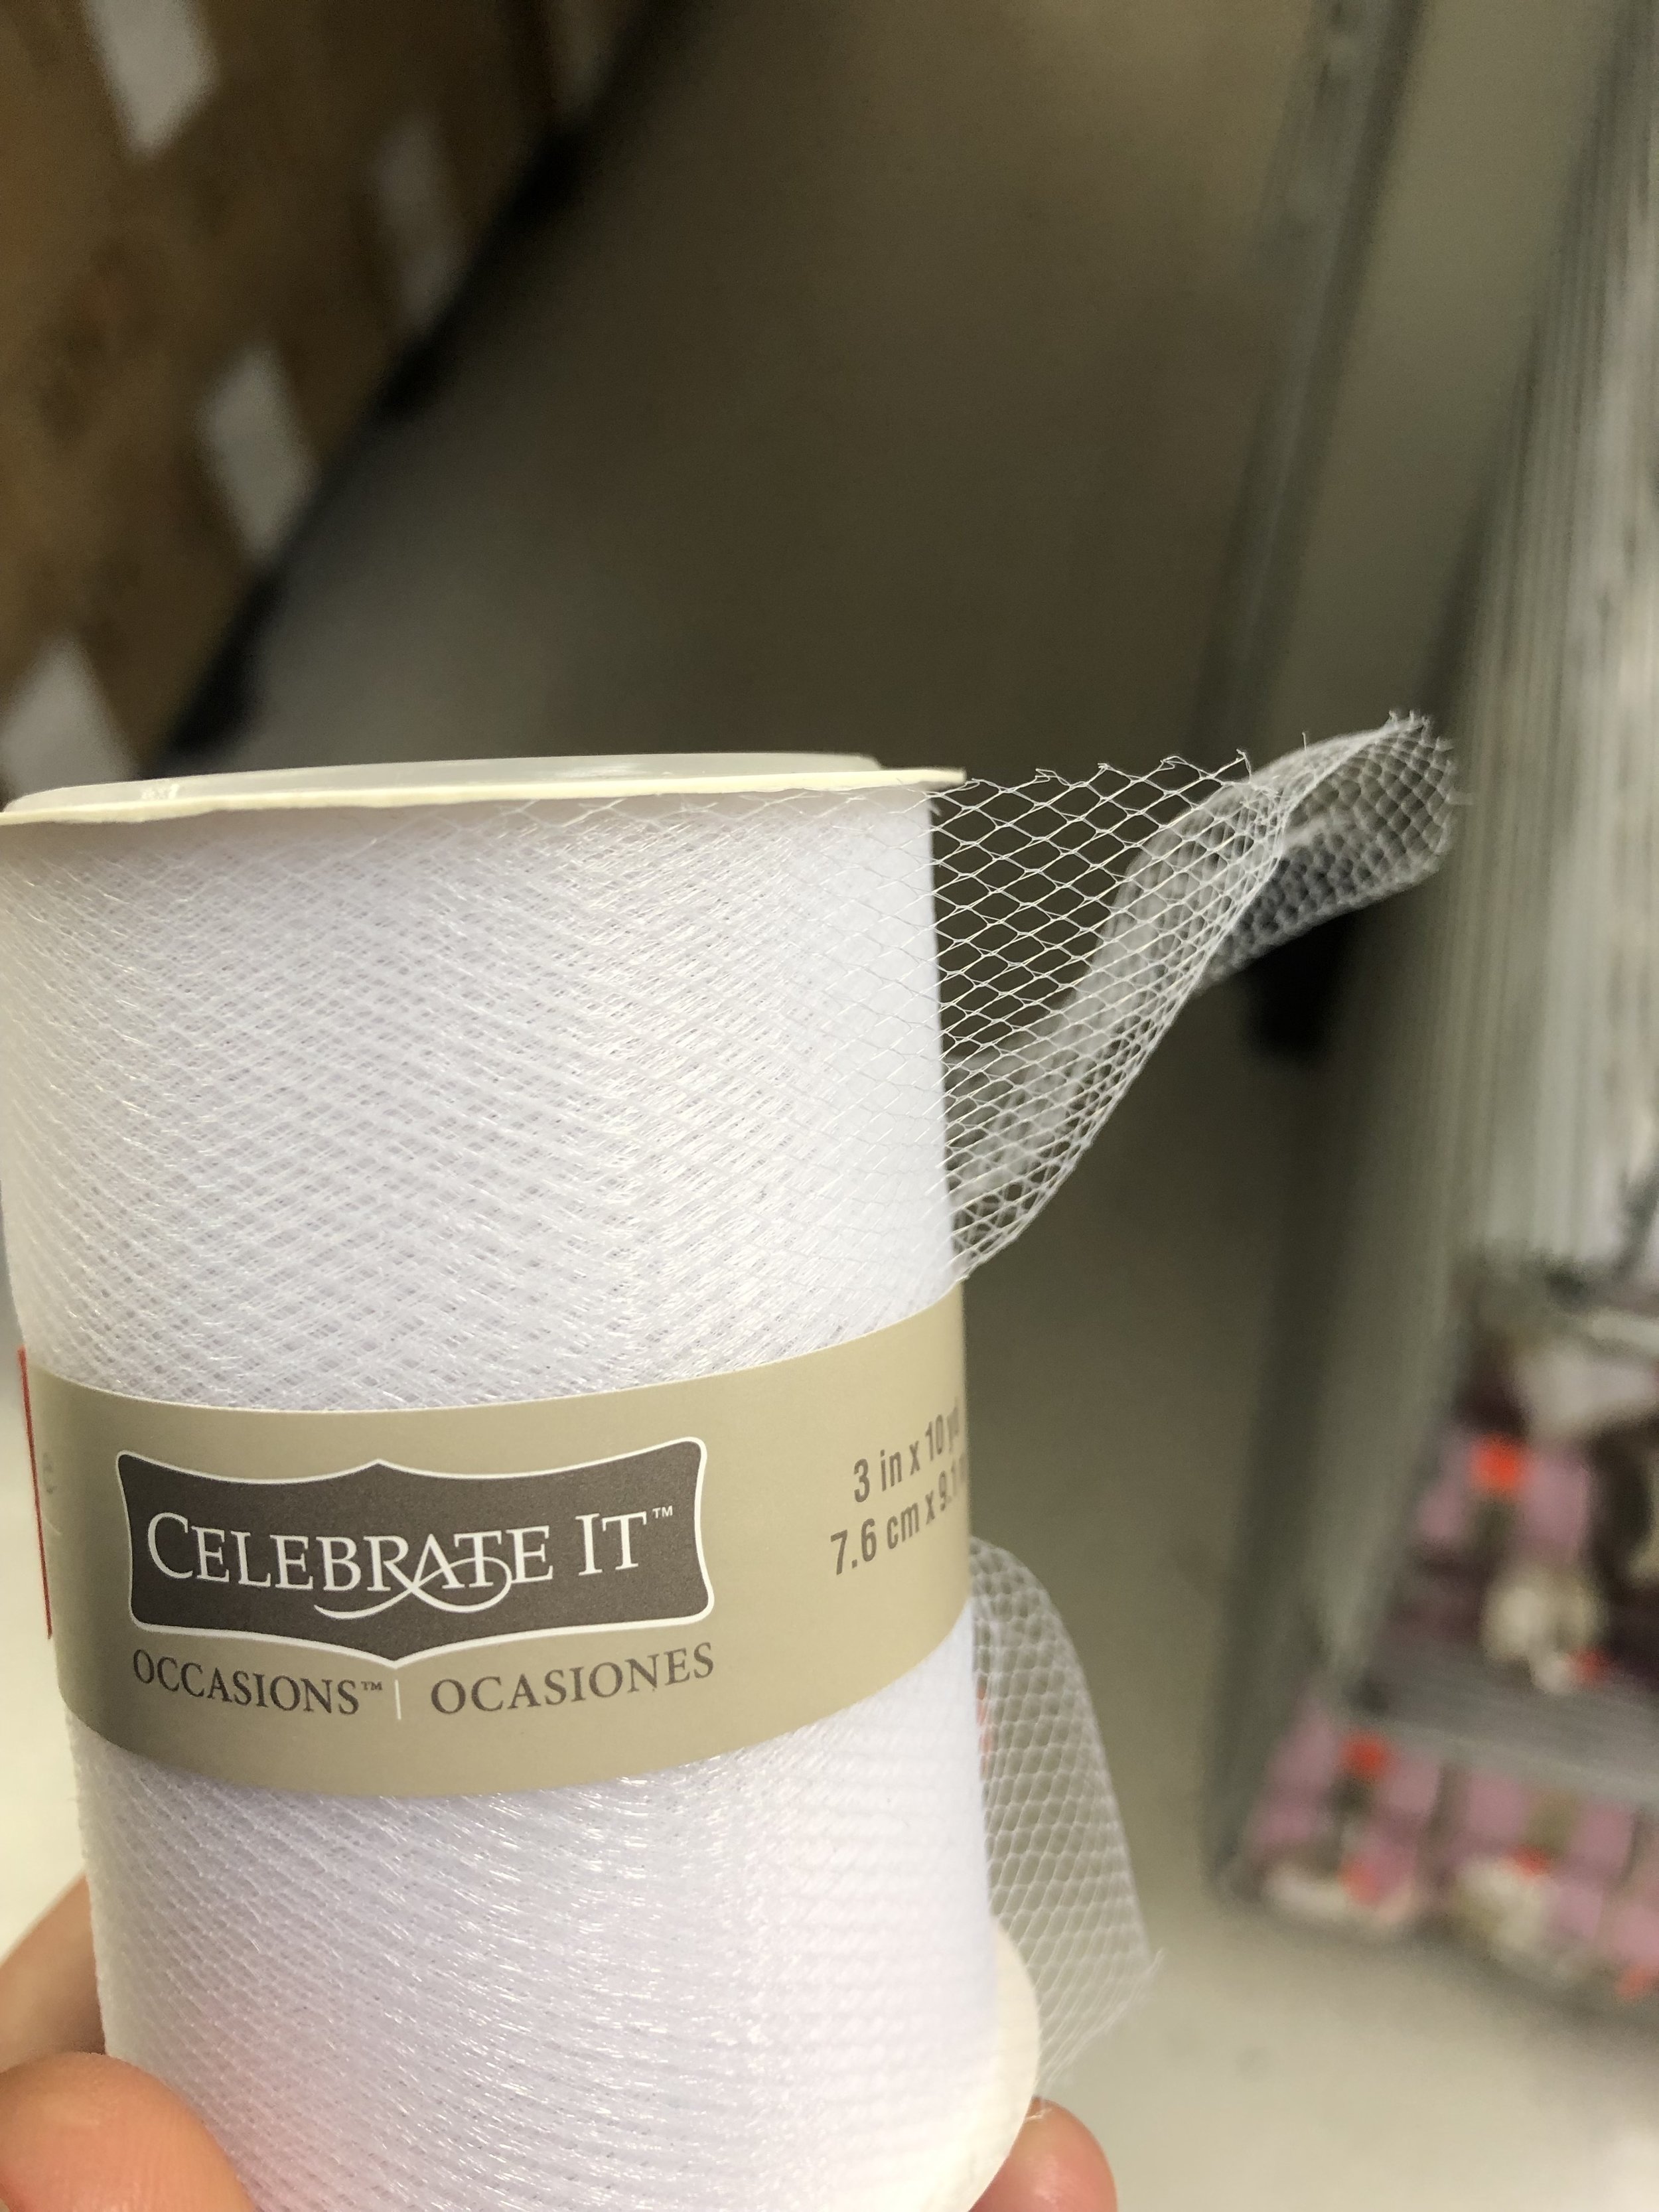 CELEBRATE IT™
OCCASIONS™ | OCASIONES
3 in x 10 yd
7.6 cm x 9.1